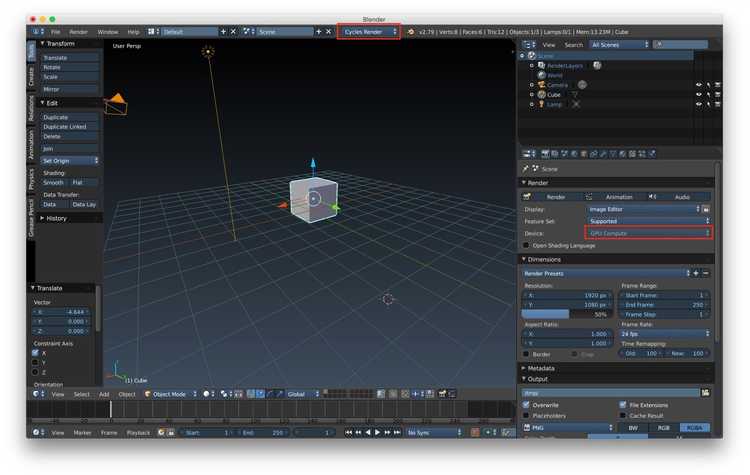 Blender
File Render Window Help Default Scene Cycles Render v2.79 | Verts:8 | Faces:6 | Tris:12 | Objects:1/3 | Lamps:0/1 | Mem:13.23M | Cube
Tools
Create
Relations
Animation
Physics
Grease Pencil
Transform
Translate
Rotate
Scale
Mirror
Edit
Duplicate
Duplicate Linked
Delete
Join
Set Origin
Shading:
Smooth Flat
Data Transfer:
Data Data Lay
History
Translate
Vector
X: -4.644
Y: 0.000
Z: 0.000
Constraint Axis
X
Y
Z
Orientation
User Persp
(1) Cube
View Select Add Object Object Mode Global
View Marker Frame Playback Start: 1 End: 250 1 No Sync
View Search All Scenes
Scene
RenderLayers
World
Camera
Cube
Lamp
Scene
Render
Render Animation Audio
Display: Image Editor
Feature Set: Supported
Device: GPU Compute
Open Shading Language
Dimensions
Render Presets
Resolution: Frame Range:
X: 1920 px Start Frame: 1
Y: 1080 px End Frame: 250
50% Frame Step: 1
Aspect Ratio: Frame Rate:
X: 1.000 24 fps
Y: 1.000 Time Remapping:
Border Crop Old: 100 New: 100
Metadata
Output
/tmp/
Overwrite File Extensions
Placeholders Cache Result
PNG BW RGB RGBA